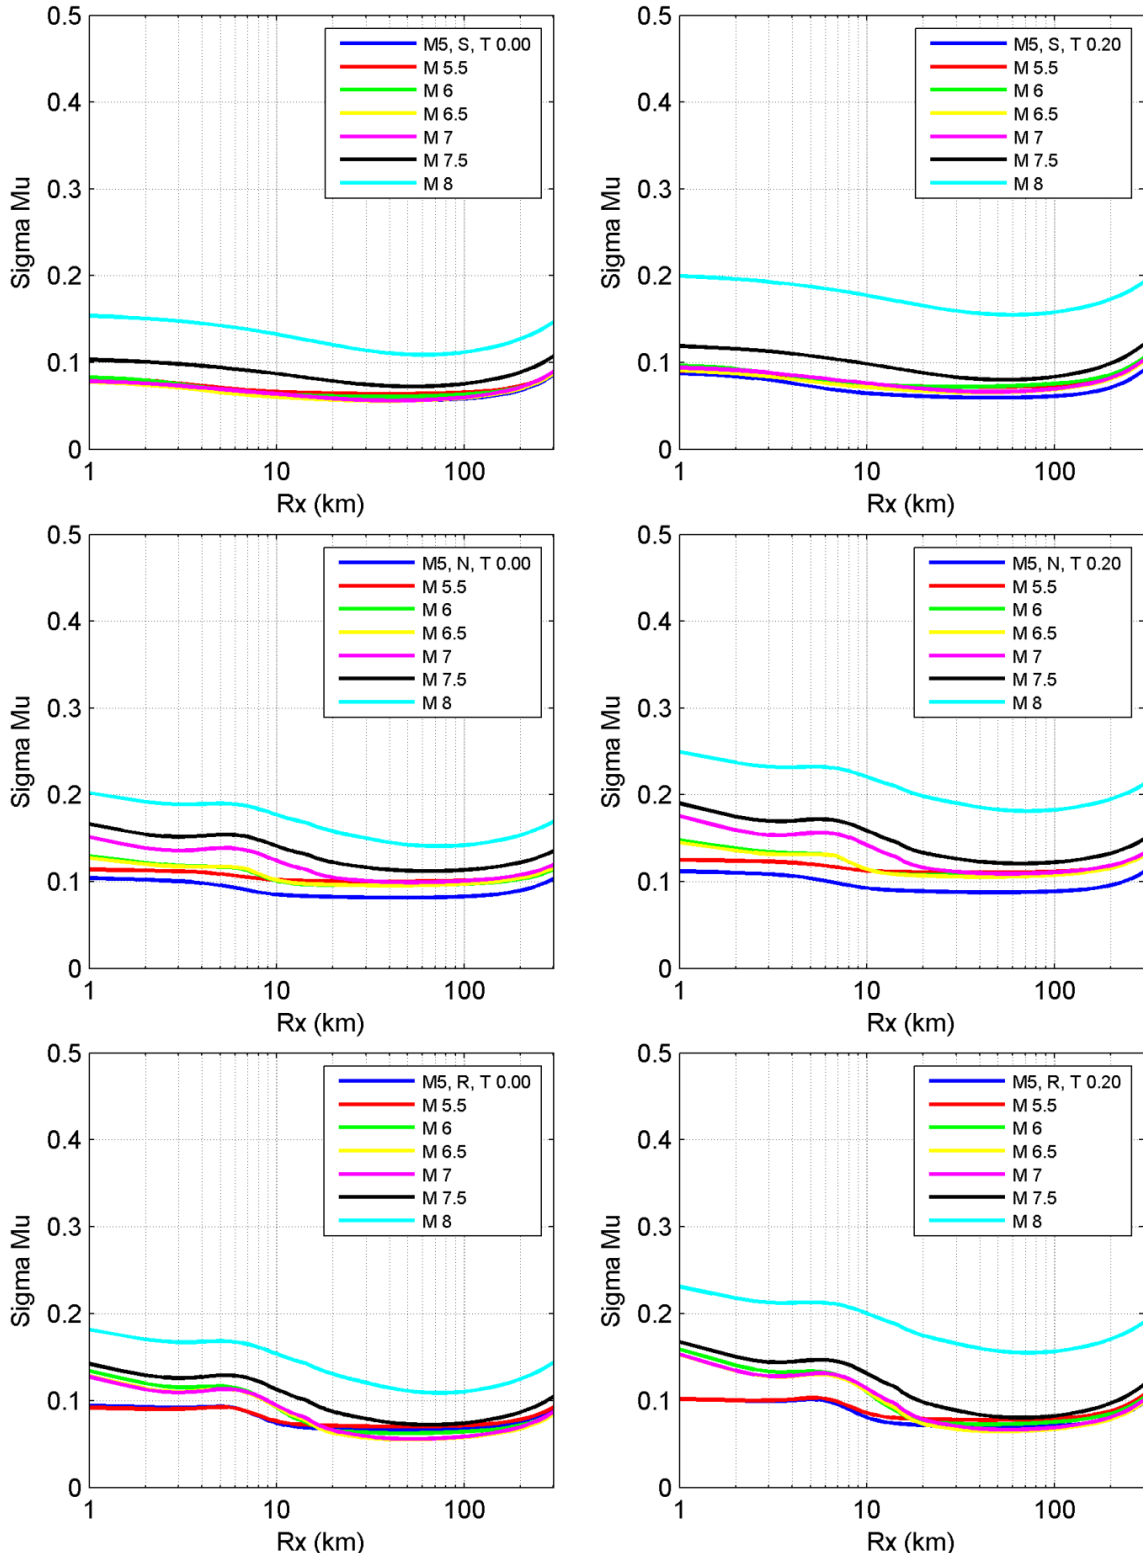 0.5
0.4
0.3
0.2
0.1
0
Sigma Mu
1 10 100
Rx (km)
M5, S, T 0.00
M 5.5
M 6
M 6.5
M 7
M 7.5
M 8
0.5
0.4
0.3
0.2
0.1
0
Sigma Mu
1 10 100
Rx (km)
M5, S, T 0.20
M 5.5
M 6
M 6.5
M 7
M 7.5
M 8
0.5
0.4
0.3
0.2
0.1
0
Sigma Mu
1 10 100
Rx (km)
M5, N, T 0.00
M 5.5
M 6
M 6.5
M 7
M 7.5
M 8
0.5
0.4
0.3
0.2
0.1
0
Sigma Mu
1 10 100
Rx (km)
M5, N, T 0.20
M 5.5
M 6
M 6.5
M 7
M 7.5
M 8
0.5
0.4
0.3
0.2
0.1
0
Sigma Mu
1 10 100
Rx (km)
M5, R, T 0.00
M 5.5
M 6
M 6.5
M 7
M 7.5
M 8
0.5
0.4
0.3
0.2
0.1
0
Sigma Mu
1 10 100
Rx (km)
M5, R, T 0.20
M 5.5
M 6
M 6.5
M 7
M 7.5
M 8